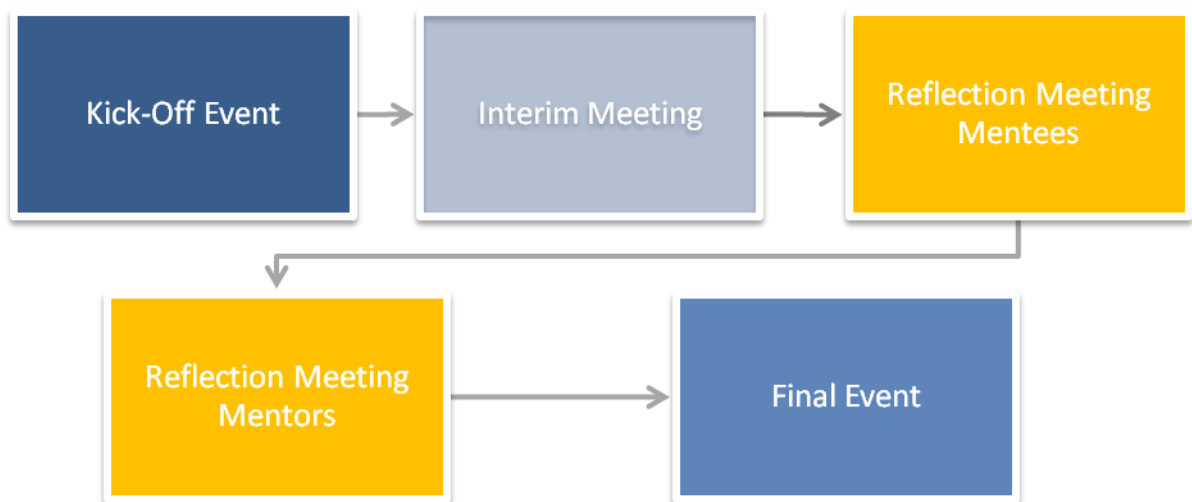 Kick-Off Event
Interim Meeting
Reflection Meeting
Mentees
Reflection Meeting
Mentors
Final Event